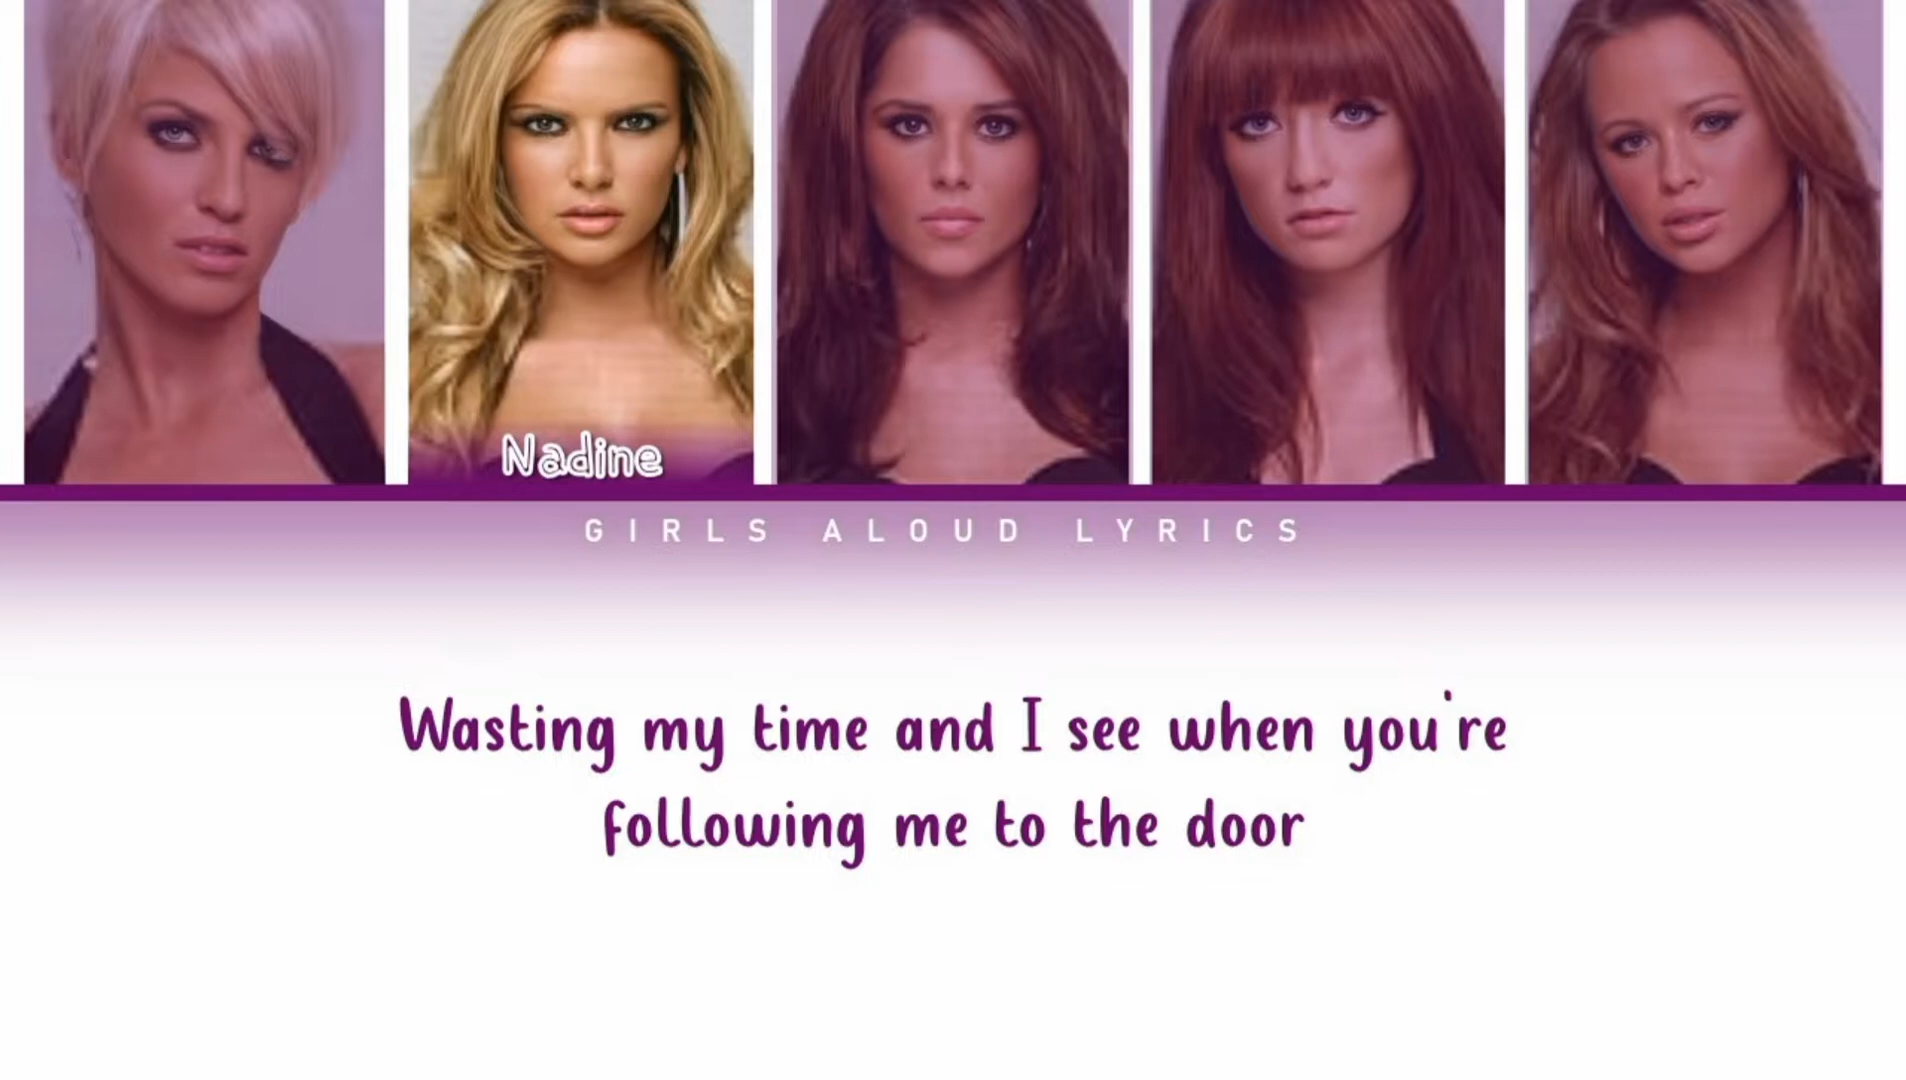 Nadine
GIRLS ALOUD LYRICS
Wasting my time and I see when you're
following me to the door